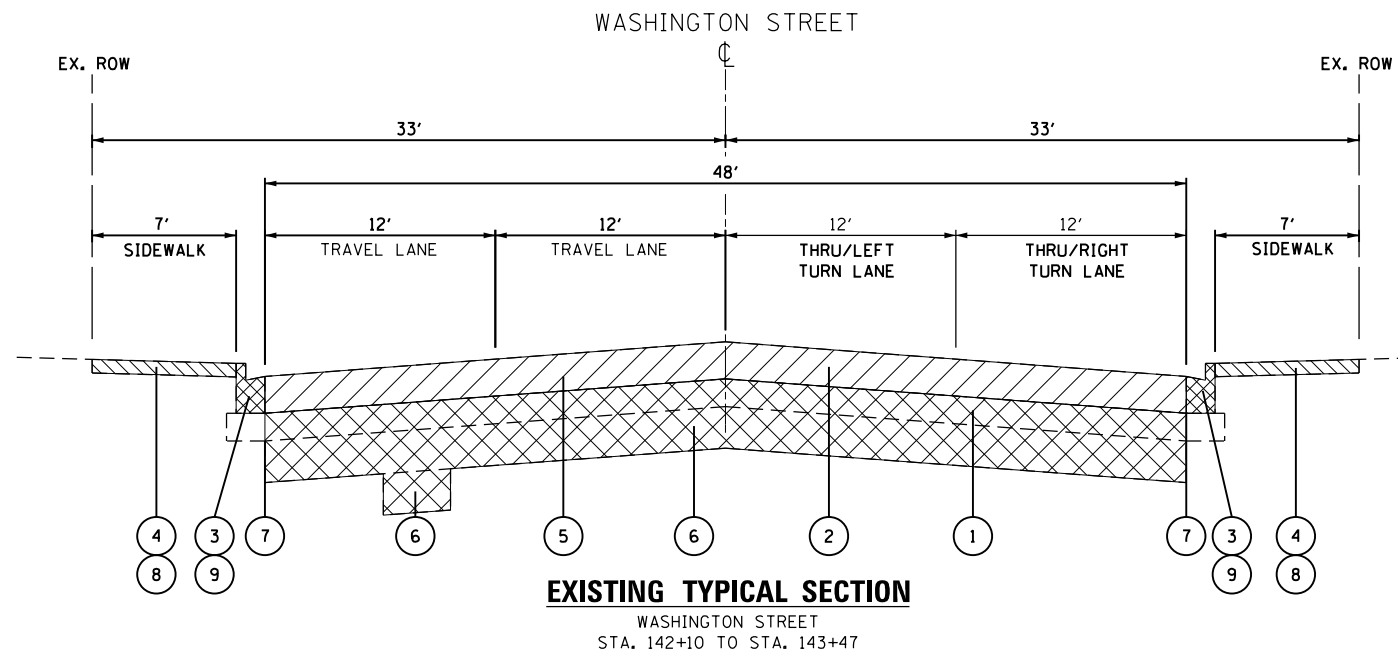 WASHINGTON STREET
℄
EX. ROW
EX. ROW
33'
33'
48'
7'
12'
12'
12'
12'
7'
SIDEWALK
TRAVEL LANE
TRAVEL LANE
THRU/LEFT
TURN LANE
THRU/RIGHT
TURN LANE
SIDEWALK
4
3
7
6
5
6
2
1
7
3
4
8
9
9
8
EXISTING TYPICAL SECTION
WASHINGTON STREET
STA. 142+10 TO STA. 143+47